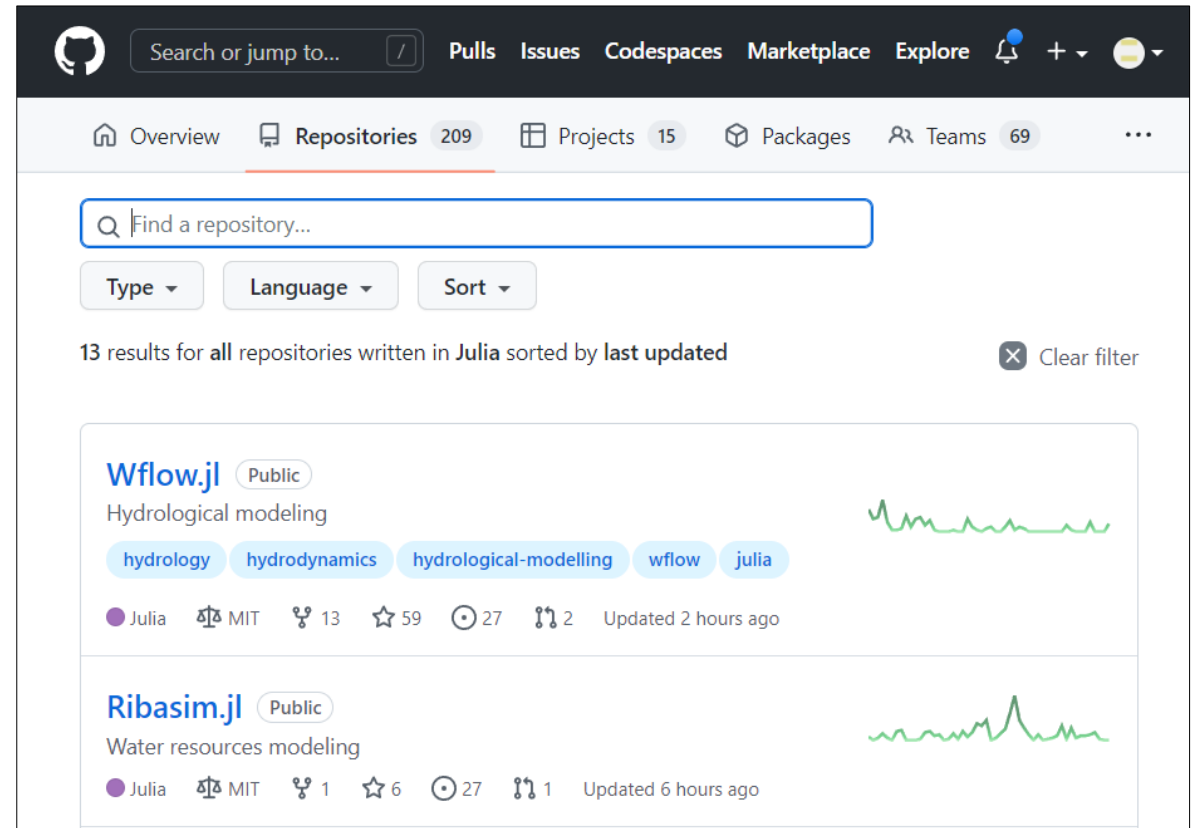 Search or jump to... / Pulls Issues Codespaces Marketplace Explore
Overview Repositories 209 Projects 15 Packages Teams 69 ...
Find a repository...
Type Language Sort
13 results for all repositories written in Julia sorted by last updated Clear filter
Wflow.jl Public
Hydrological modeling
hydrology hydrodynamics hydrological-modelling wflow julia
Julia MIT 13 59 27 2 Updated 2 hours ago
Ribasim.jl Public
Water resources modeling
Julia MIT 1 6 27 1 Updated 6 hours ago